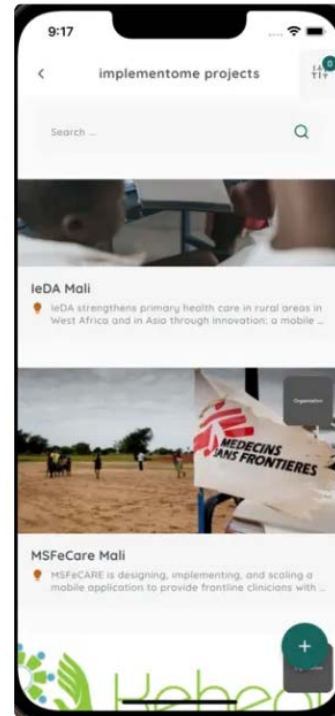 9:17
implementome projects
0
Search ...
IeDA Mali
IeDA strengthens primary health care in rural areas in
West Africa and in Asia through innovation: a mobile ...
Organisation
MEDECINS
SANS FRONTIERES
MSFeCare Mali
MSFeCARE is designing, implementing, and scaling a
mobile application to provide frontline clinicians with ...
+